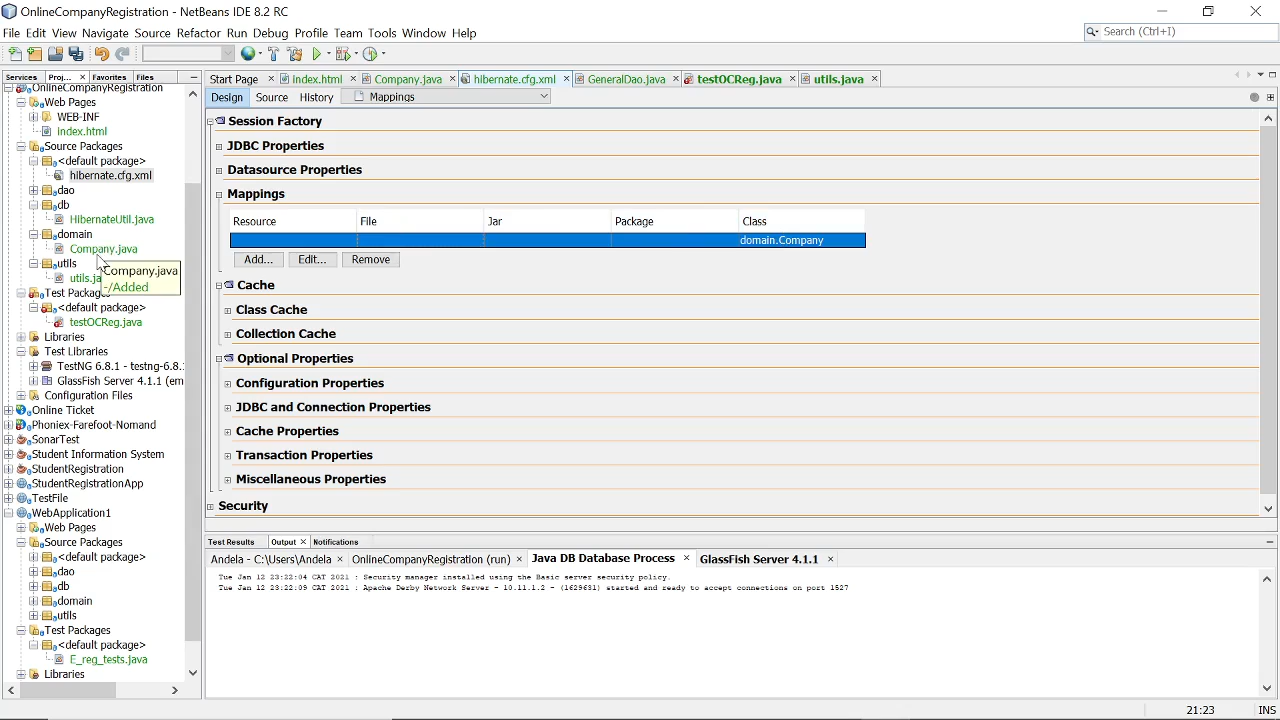 OnlineCompanyRegistration - NetBeans IDE 8.2 RC
File Edit View Navigate Source Refactor Run Debug Profile Team Tools Window Help
Search (Ctrl+I)
Services Proj... Favorites Files
Start Page index.html Company.java hibernate.cfg.xml GeneralDao.java testOCReg.java utils.java
Design Source History Mappings
OnlineCompanyRegistration
Web Pages
WEB-INF
index.html
Source Packages
<default package>
hibernate.cfg.xml
dao
db
HibernateUtil.java
domain
Company.java
utils
utils.ja
Company.java
-/Added
Test Packages
<default package>
testOCReg.java
Libraries
Test Libraries
TestNG 6.8.1 - testng-6.8.:
GlassFish Server 4.1.1 (em
Configuration Files
Online Ticket
Phoniex-Farefoot-Nomand
SonarTest
Student Information System
StudentRegistration
StudentRegistrationApp
TestFile
WebApplication1
Web Pages
Source Packages
<default package>
dao
db
domain
utils
Test Packages
<default package>
E_reg_tests.java
Libraries
Session Factory
JDBC Properties
Datasource Properties
Mappings
Resource File Jar Package Class
domain.Company
Add... Edit... Remove
Cache
Class Cache
Collection Cache
Optional Properties
Configuration Properties
JDBC and Connection Properties
Cache Properties
Transaction Properties
Miscellaneous Properties
Security
Test Results Output Notifications
Andela - C:\Users\Andela OnlineCompanyRegistration (run) Java DB Database Process GlassFish Server 4.1.1
Tue Jan 12 23:22:04 CAT 2021 : Security manager installed using the Basic server security policy.
Tue Jan 12 23:22:09 CAT 2021 : Apache Derby Network Server - 10.11.1.2 - (1629631) started and ready to accept connections on port 1527
21:23 INS